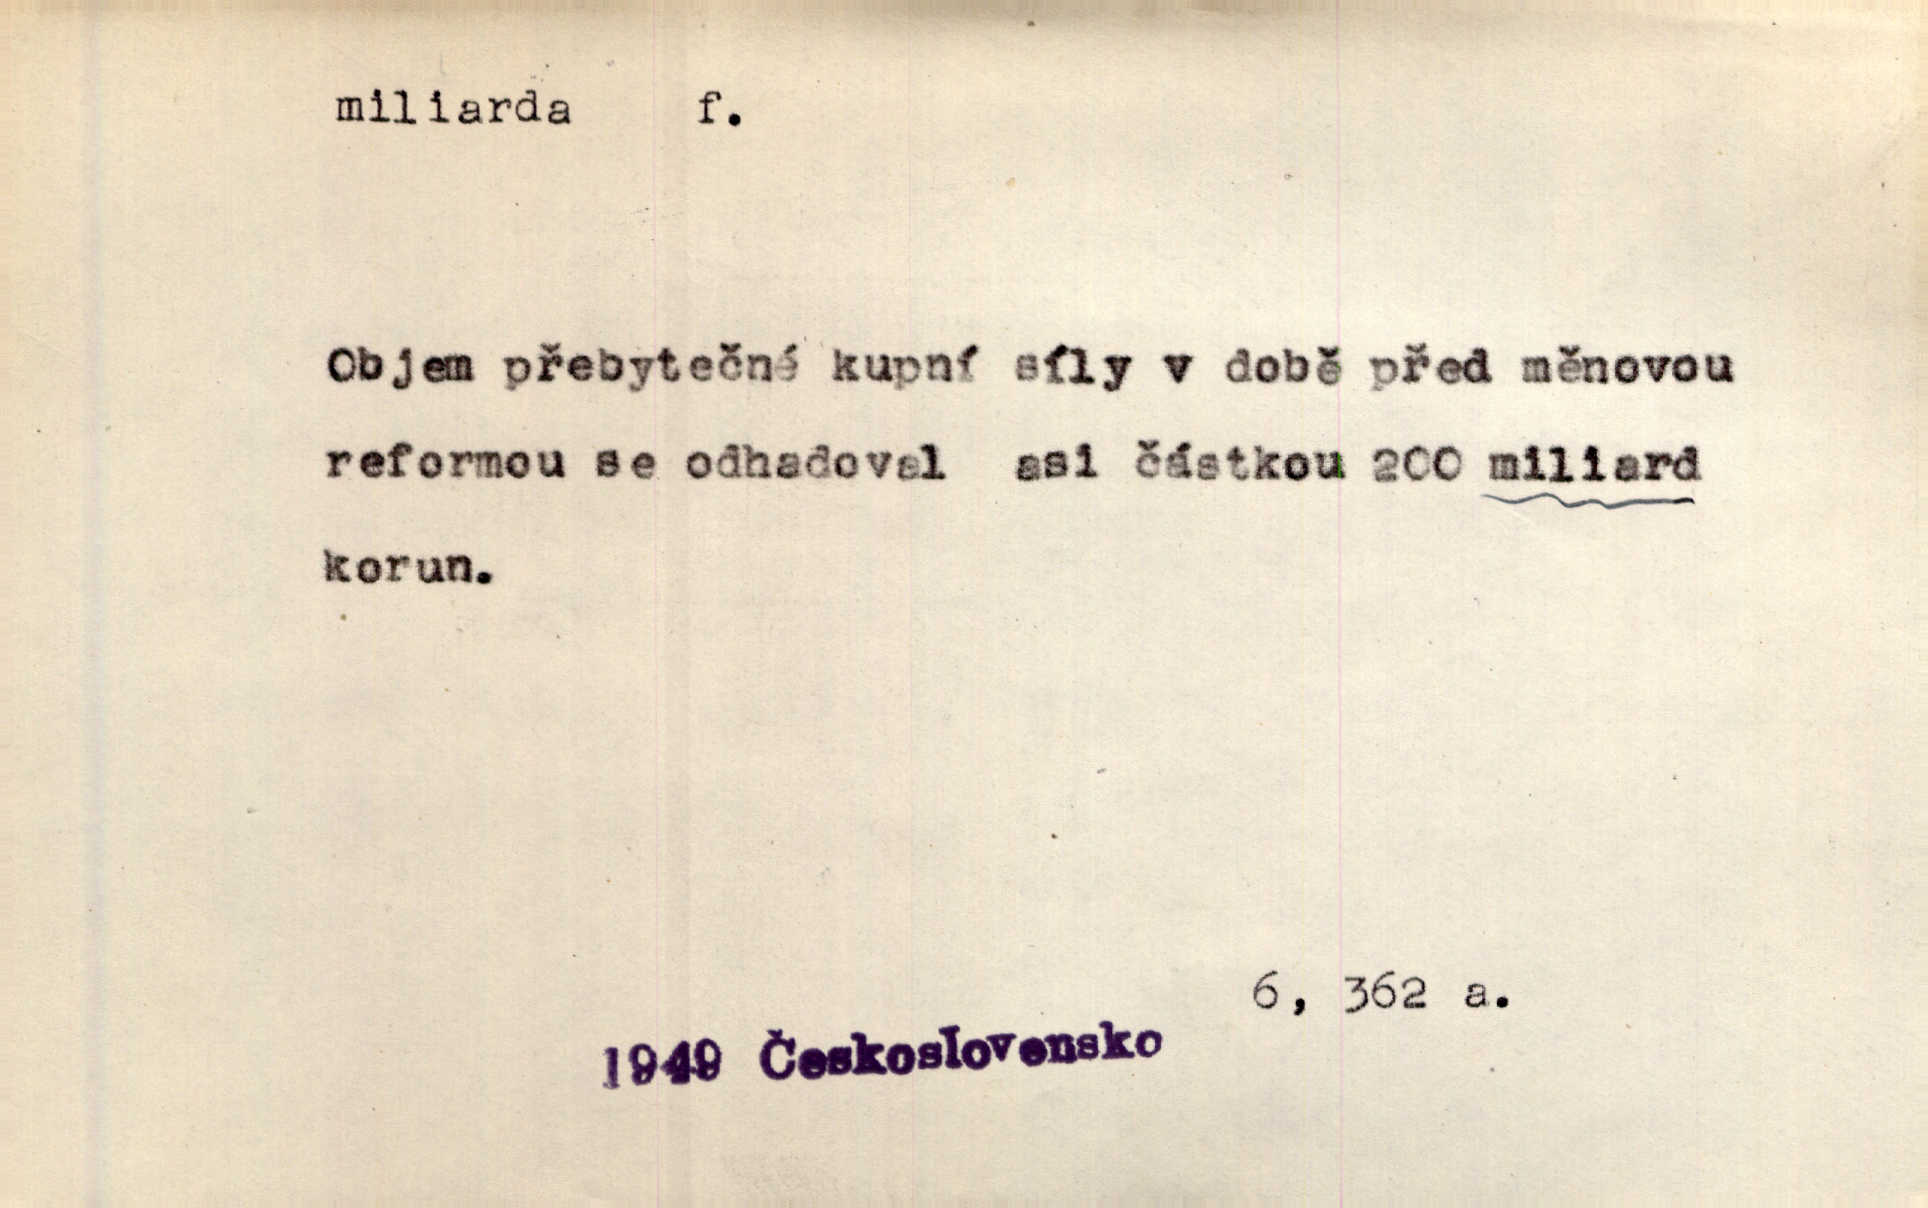 miliarda f.
Objem přebytečné kupní síly v době před měnovou
reformou se odhadoval asi částkou 200 miliard
korun.
6, 362 a.
1949 Československo